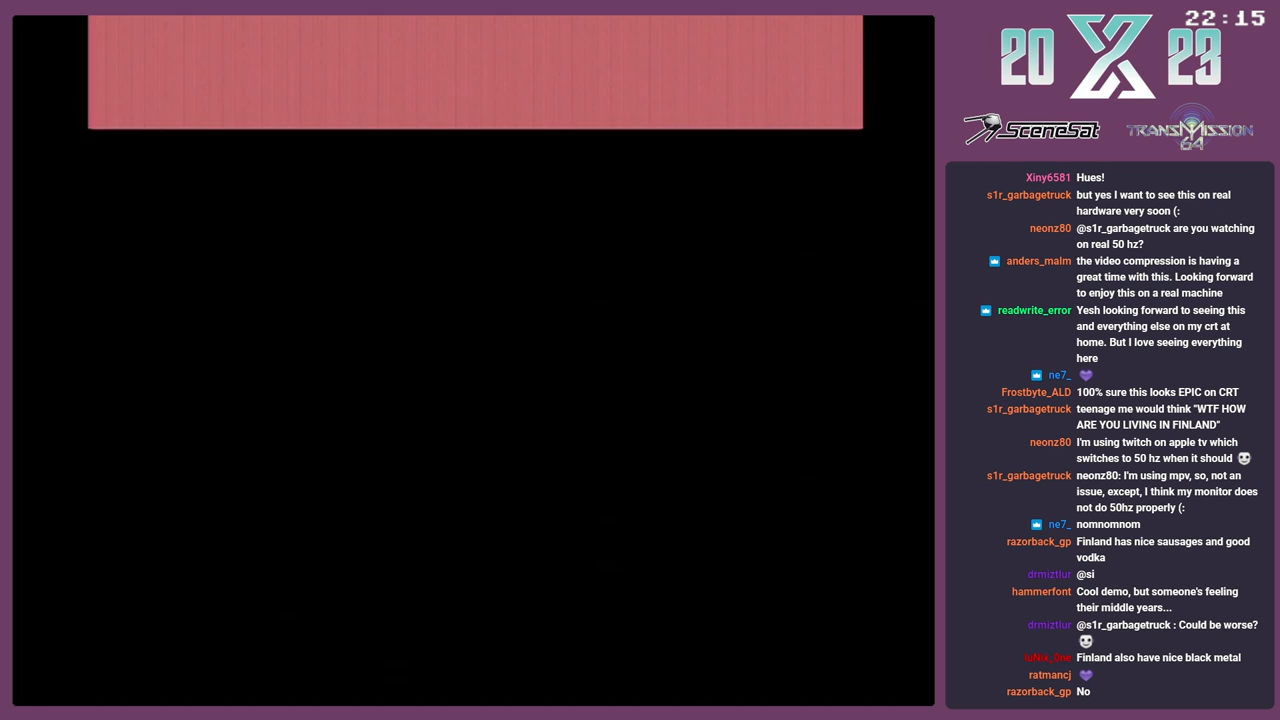 22:15
20 X 23
SceneSat
TRANSMISSION
64
Xiny6581 Hues!
s1r_garbagetruck but yes I want to see this on real
hardware very soon (:
neonz80 @s1r_garbagetruck are you watching
on real 50 hz?
anders_malm the video compression is having a
great time with this. Looking forward
to enjoy this on a real machine
readwrite_error Yesh looking forward to seeing this
and everything else on my crt at
home. But I love seeing everything
here
ne7_
Frostbyte_ALD 100% sure this looks EPIC on CRT
s1r_garbagetruck teenage me would think "WTF HOW
ARE YOU LIVING IN FINLAND"
neonz80 I'm using twitch on apple tv which
switches to 50 hz when it should
s1r_garbagetruck neonz80: I'm using mpv, so, not an
issue, except, I think my monitor does
not do 50hz properly (:
ne7_ nomnomnom
razorback_gp Finland has nice sausages and good
vodka
drmiztlur @si
hammerfont Cool demo, but someone's feeling
their middle years...
drmiztlur @s1r_garbagetruck : Could be worse?
Finland also have nice black metal
ratmancj
razorback_gp No